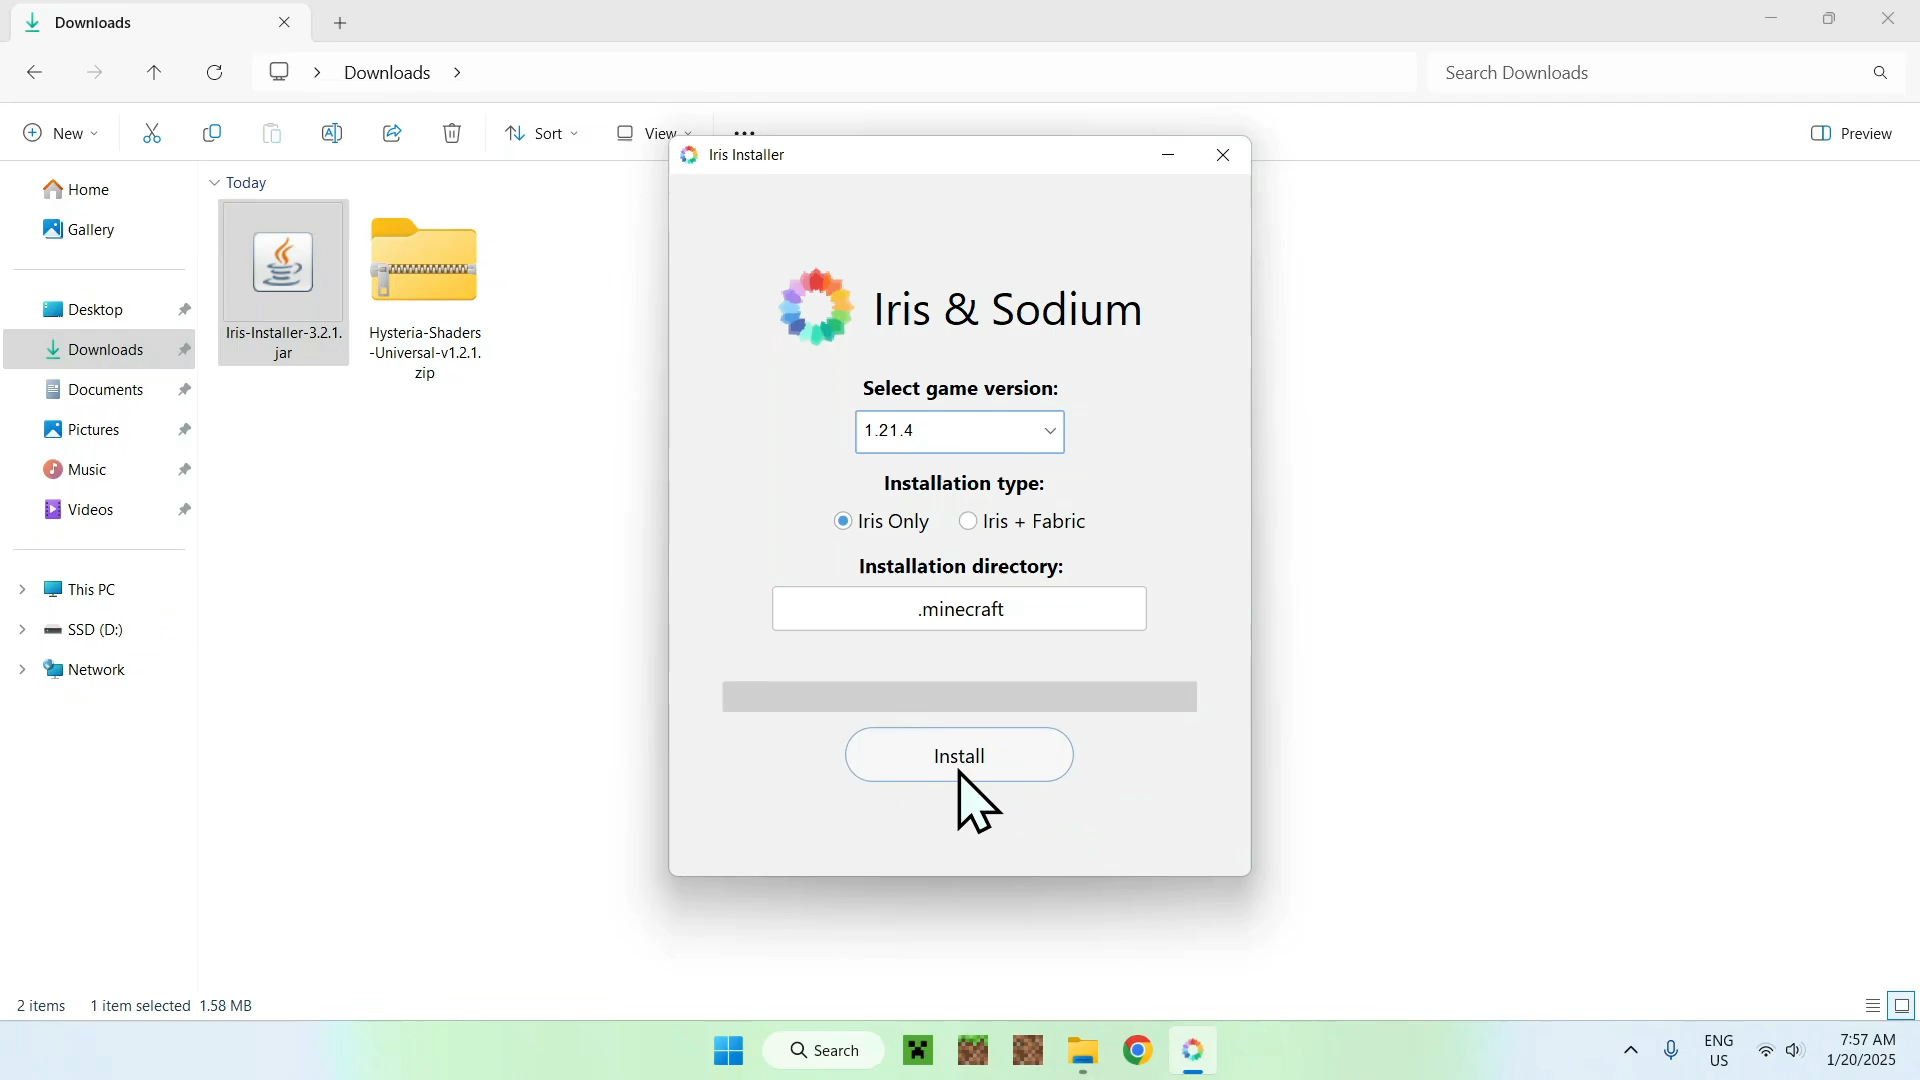 Downloads
Downloads
Search Downloads
New
Sort
View
Preview
Iris Installer
Home
Gallery
Desktop
Downloads
Documents
Pictures
Music
Videos
This PC
SSD (D:)
Network
Today
Iris-Installer-3.2.1.
jar
Hysteria-Shaders
-Universal-v1.2.1.
zip
Iris & Sodium
Select game version:
1.21.4
Installation type:
Iris Only
Iris + Fabric
Installation directory:
.minecraft
Install
2 items
1 item selected 1.58 MB
Search
ENG
US
7:57 AM
1/20/2025